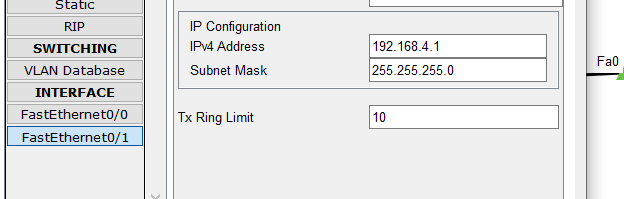 Static
RIP
SWITCHING
VLAN Database
INTERFACE
FastEthernet0/0
FastEthernet0/1
IP Configuration
IPv4 Address 192.168.4.1
Subnet Mask 255.255.255.0
Tx Ring Limit 10
Fa0